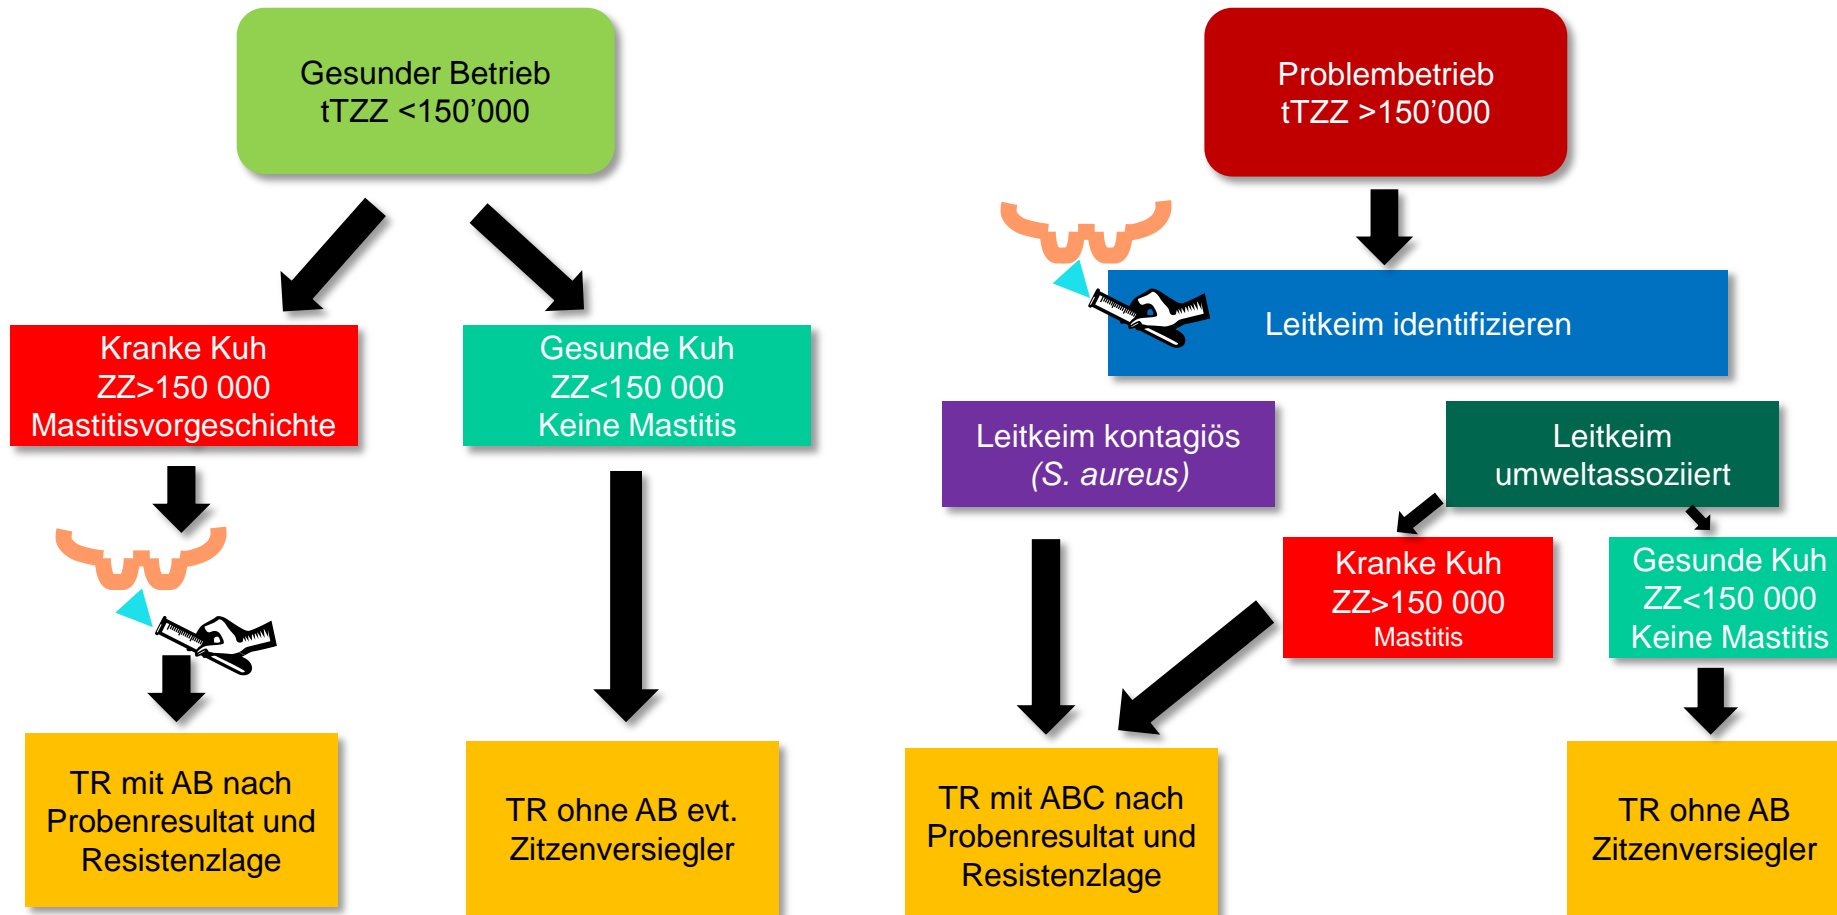 Gesunder Betrieb
tTZZ <150’000
Problembetrieb
tTZZ >150’000
Leitkeim identifizieren
Kranke Kuh
ZZ>150 000
Mastitisvorgeschichte
Gesunde Kuh
ZZ<150 000
Keine Mastitis
Leitkeim kontagiös
(S. aureus)
Leitkeim
umweltassoziiert
Kranke Kuh
ZZ>150 000
Mastitis
Gesunde Kuh
ZZ<150 000
Keine Mastitis
TR mit AB nach
Probenresultat und
Resistenzlage
TR ohne AB evt.
Zitzenversiegler
TR mit ABC nach
Probenresultat und
Resistenzlage
TR ohne AB
Zitzenversiegler